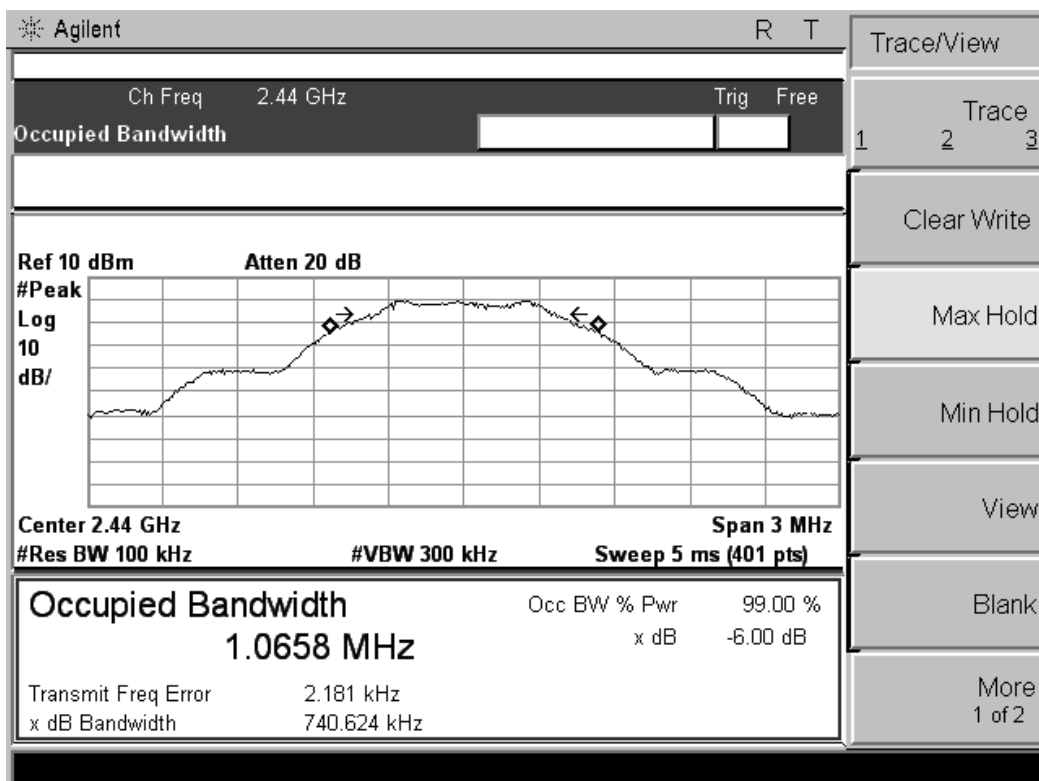 Agilent R T
Ch Freq 2.44 GHz Trig Free
Occupied Bandwidth
Ref 10 dBm Atten 20 dB
#Peak
Log
10
dB/
Center 2.44 GHz Span 3 MHz
#Res BW 100 kHz #VBW 300 kHz Sweep 5 ms (401 pts)
Occupied Bandwidth
1.0658 MHz
Occ BW % Pwr 99.00 %
x dB -6.00 dB
Transmit Freq Error 2.181 kHz
x dB Bandwidth 740.624 kHz
Trace/View
Trace
1 2 3
Clear Write
Max Hold
Min Hold
View
Blank
More
1 of 2